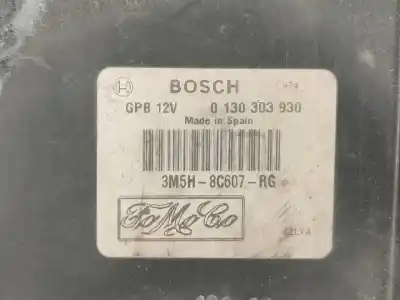 BOSCH
GPB 12V 0 130 303 930
Made in Spain
3M5H-8C607-RG
FoMoCo